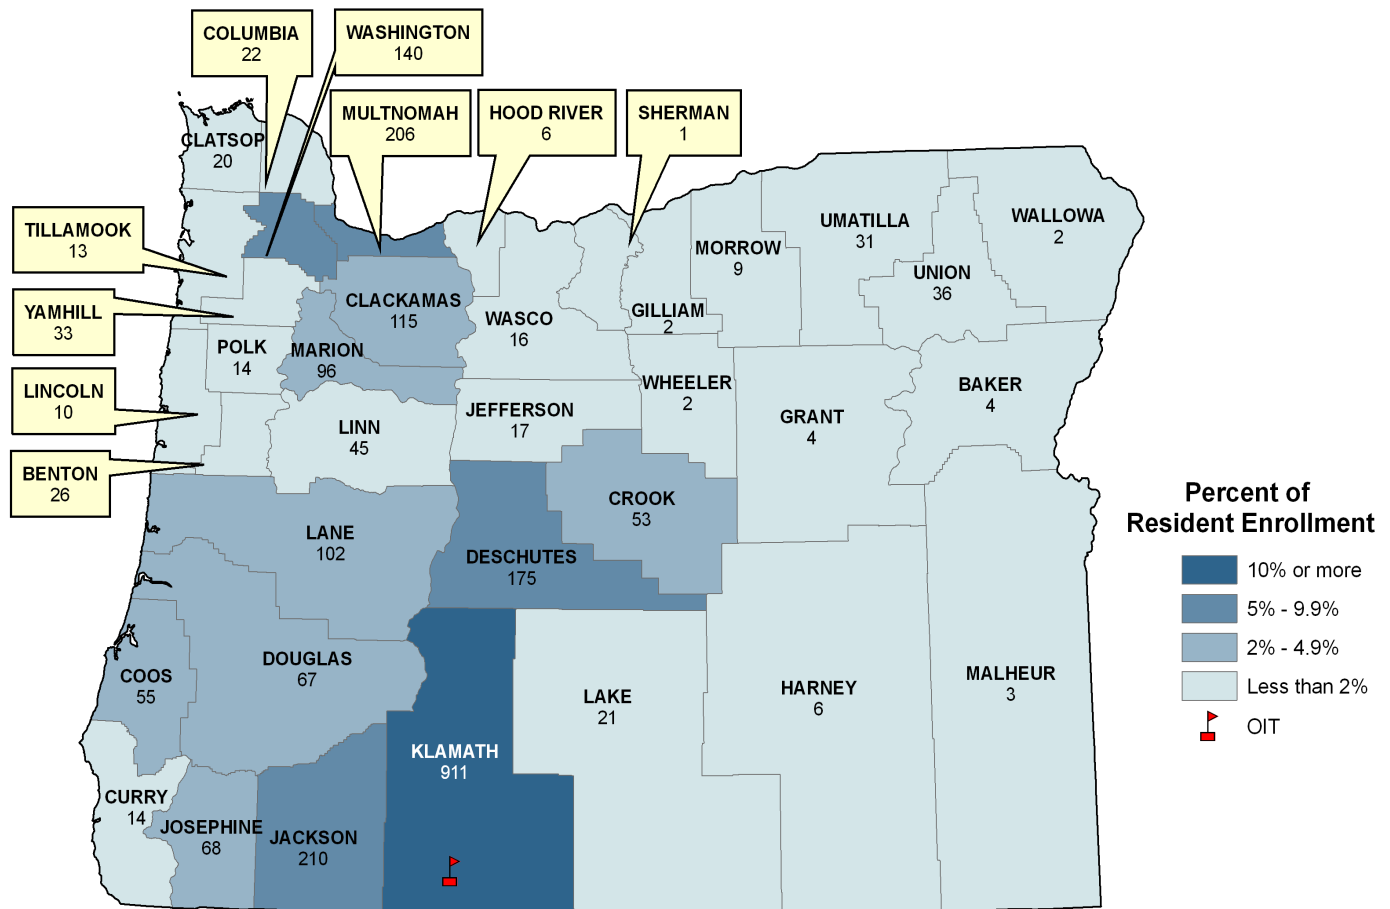 COLUMBIA
22
WASHINGTON
140
MULTNOMAH
206
HOOD RIVER
6
SHERMAN
1
CLATSOP
20
TILLAMOOK
13
YAMHILL
33
LINCOLN
10
BENTON
26
CLACKAMAS
115
WASCO
16
GILLIAM
2
MORROW
9
UMATILLA
31
UNION
36
WALLOWA
2
POLK
14
MARION
96
LINN
45
JEFFERSON
17
WHEELER
2
GRANT
4
BAKER
4
LANE
102
DESCHUTES
175
CROOK
53
COOS
55
DOUGLAS
67
KLAMATH
911
LAKE
21
HARNEY
6
MALHEUR
3
CURRY
14
JOSEPHINE
68
JACKSON
210
Percent of
Resident Enrollment
10% or more
5% - 9.9%
2% - 4.9%
Less than 2%
OIT